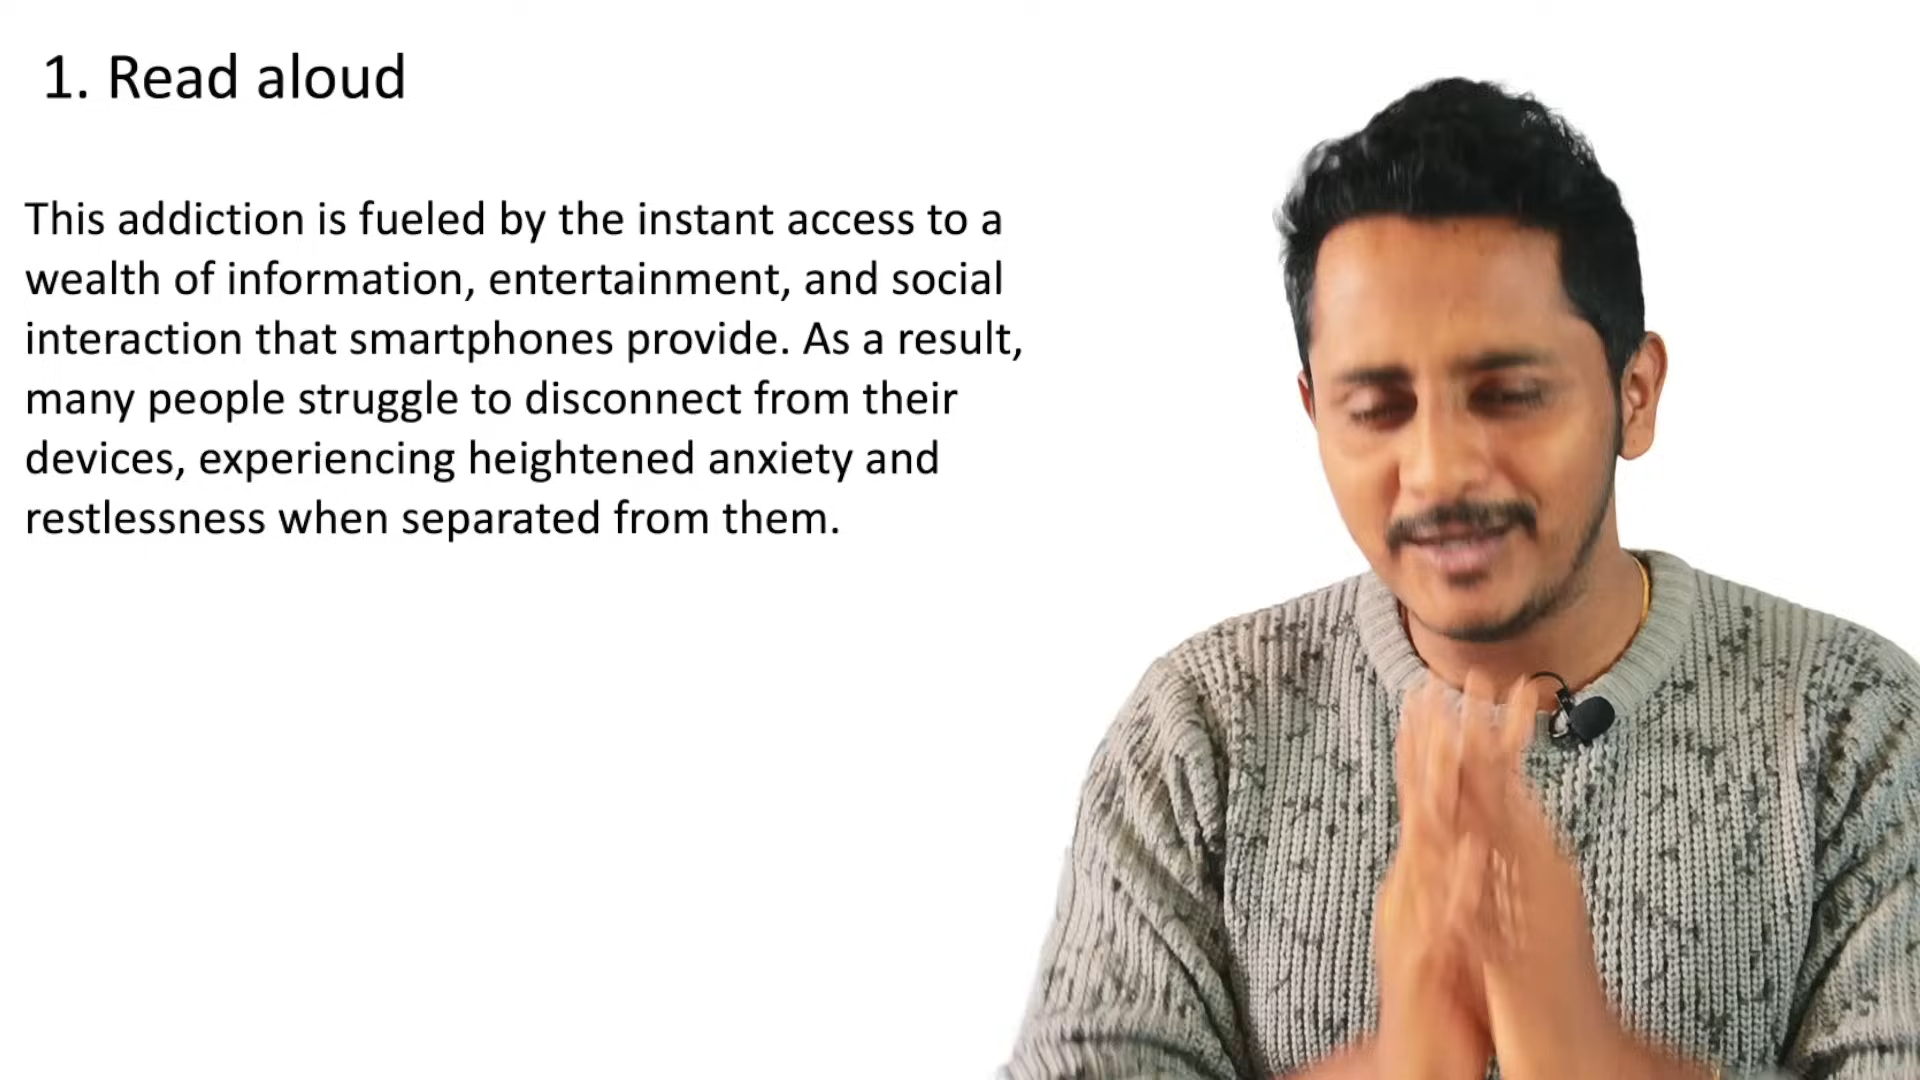 1. Read aloud
This addiction is fueled by the instant access to a
wealth of information, entertainment, and social
interaction that smartphones provide. As a result,
many people struggle to disconnect from their
devices, experiencing heightened anxiety and
restlessness when separated from them.